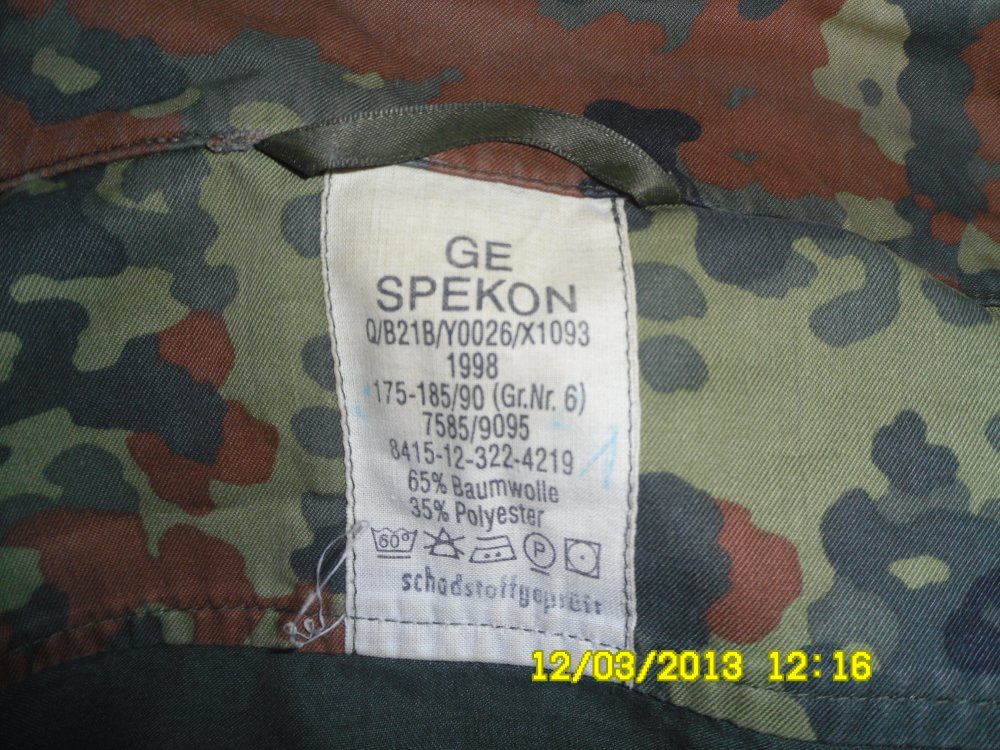 GE
SPEKON
Q/B21B/Y0026/X1093
1998
175-185/90 (Gr.Nr. 6)
7585/9095
8415-12-322-4219
1
65% Baumwolle
35% Polyester
60°
P
schadstoffgeprüft
12/03/2013 12:16